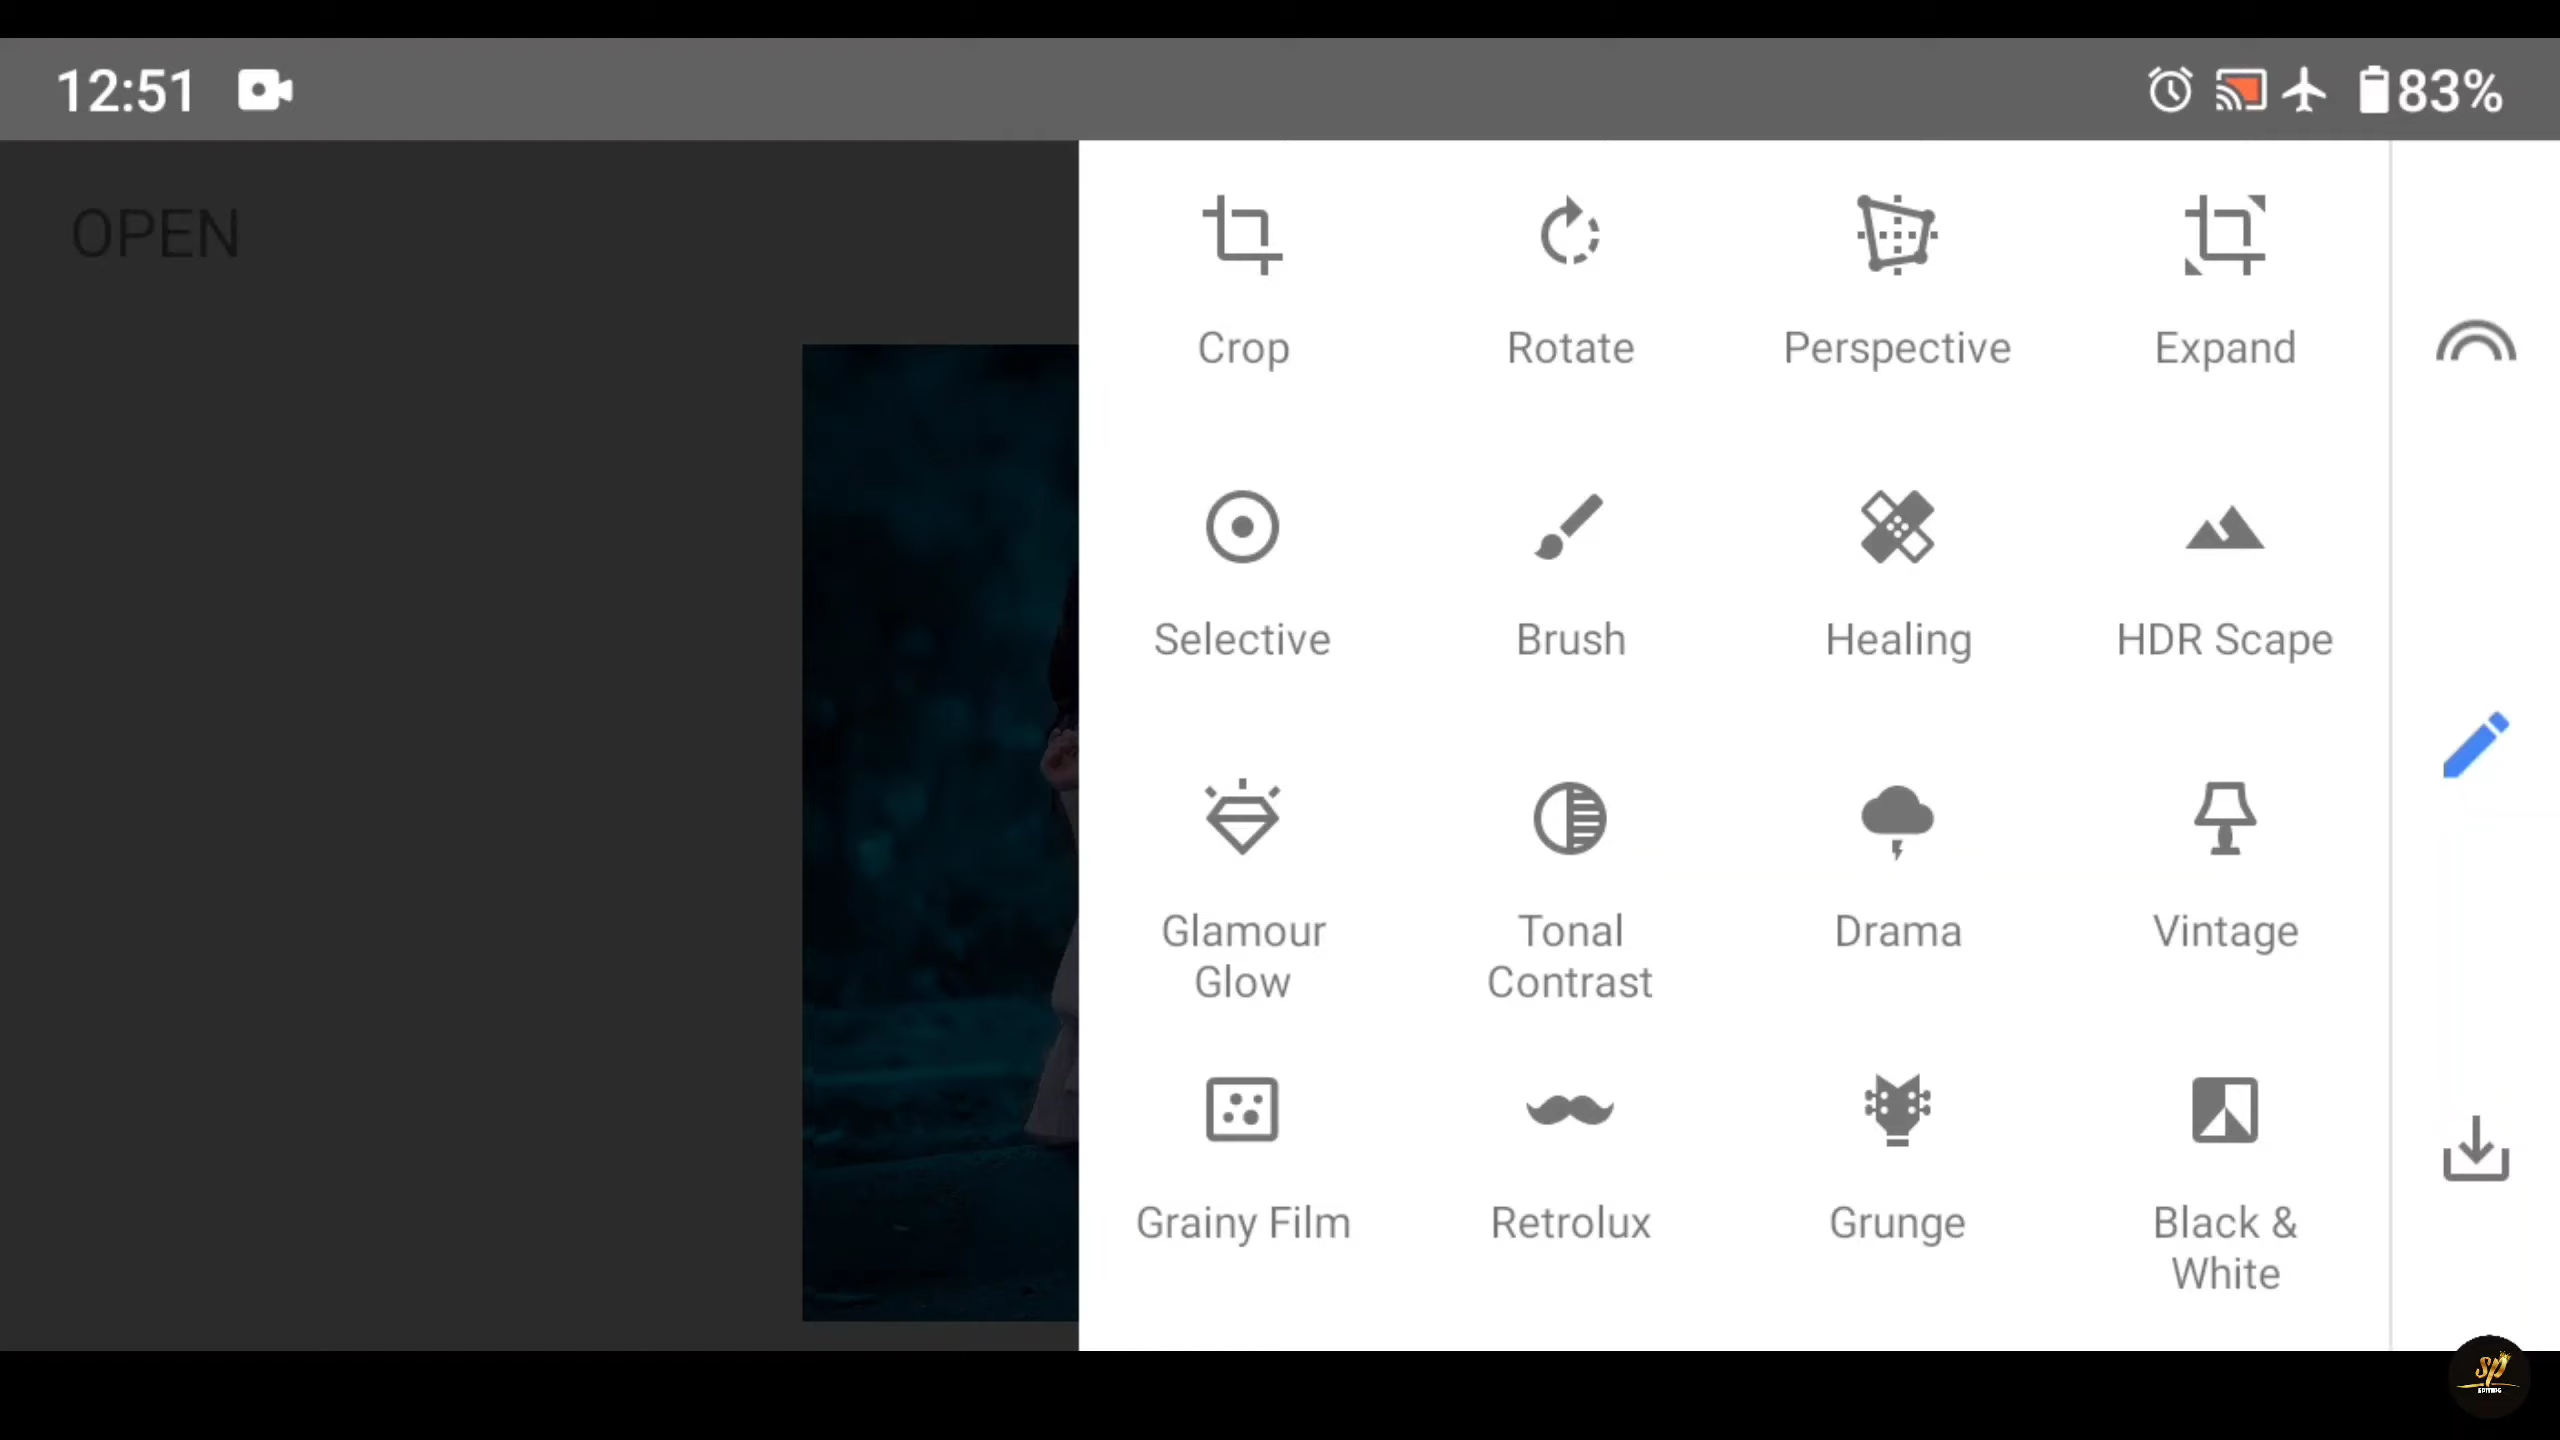 12:51
83%
OPEN
Crop Rotate Perspective Expand
Selective Brush Healing HDR Scape
Glamour Glow Tonal Contrast Drama Vintage
Grainy Film Retrolux Grunge Black & White
SP